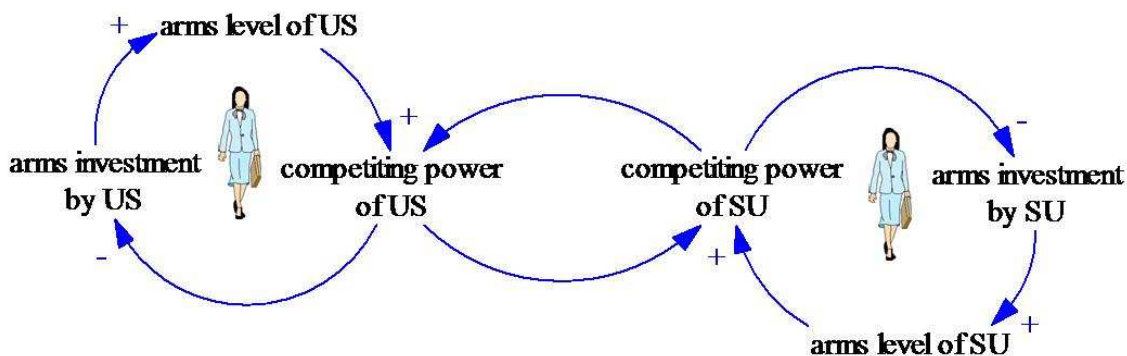 +
arms level of US
+
arms investment
by US
-
competiting power
of US
competiting power
of SU
+
-
arms investment
by SU
+
arms level of SU